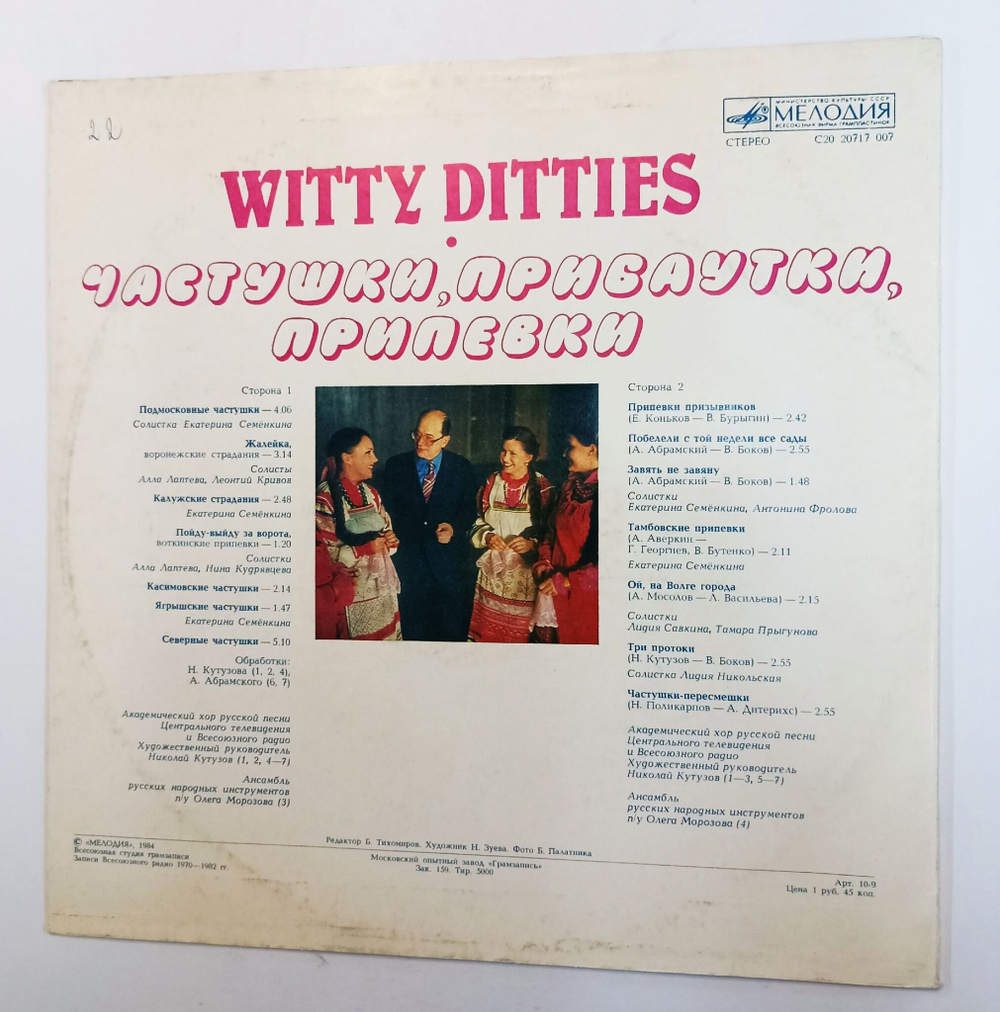 22
МИНИСТЕРСТВО КУЛЬТУРЫ СССР
МЕЛОДИЯ
ВСЕСОЮЗНАЯ ФИРМА ГРАМПЛАСТИНОК
СТЕРЕО С20 20717 007
WITTY DITTIES
•
ЧАСТУШКИ, ПРИБАУТКИ,
ПРИПЕВКИ
Сторона 1
Подмосковные частушки — 4.06
Солистка Екатерина Семёнкина
Жалейка,
воронежские страдания — 3.14
Солисты
Алла Лаптева, Леонтий Кривов
Калужские страдания — 2.48
Екатерина Семёнкина
Пойду-выйду за ворота,
воткинские припевки — 1.20
Солистки
Алла Лаптева, Нина Кудрявцева
Касимовские частушки — 2.14
Ягрышские частушки — 1.47
Екатерина Семёнкина
Северные частушки — 5.10
Обработки:
Н. Кутузова (1, 2, 4),
А. Абрамского (6, 7)
Академический хор русской песни
Центрального телевидения
и Всесоюзного радио
Художественный руководитель
Николай Кутузов (1, 2, 4—7)
Ансамбль
русских народных инструментов
п/у Олега Морозова (3)
Сторона 2
Припевки призывников
(Е. Коньков — В. Бурыгин) — 2.42
Побелели с той недели все сады
(А. Абрамский — В. Боков) — 2.55
Завять не завяну
(А. Абрамский — В. Боков) — 1.48
Солистки
Екатерина Семёнкина, Антонина Фролова
Тамбовские припевки
(А. Аверкин —
Г. Георгиев, В. Бутенко) — 2.11
Екатерина Семёнкина
Ой, на Волге города
(А. Мосолов — Л. Васильева) — 2.15
Солистки
Лидия Савкина, Тамара Прыгунова
Три протоки
(Н. Кутузов — В. Боков) — 2.55
Солистка Лидия Никольская
Частушки-пересмешки
(Н. Поликарпов — А. Дитерихс) — 2.55
Академический хор русской песни
Центрального телевидения
и Всесоюзного радио
Художественный руководитель
Николай Кутузов (1—3, 5—7)
Ансамбль
русских народных инструментов
п/у Олега Морозова (4)
© «МЕЛОДИЯ», 1984
Всесоюзная студия грамзаписи
Записи Всесоюзного радио 1970—1982 гг.
Редактор Б. Тихомиров. Художник Н. Зуева. Фото Б. Палатника
Московский опытный завод «Грамзапись»
Зак. 159. Тир. 5000
Арт. 10-9
Цена 1 руб. 45 коп.